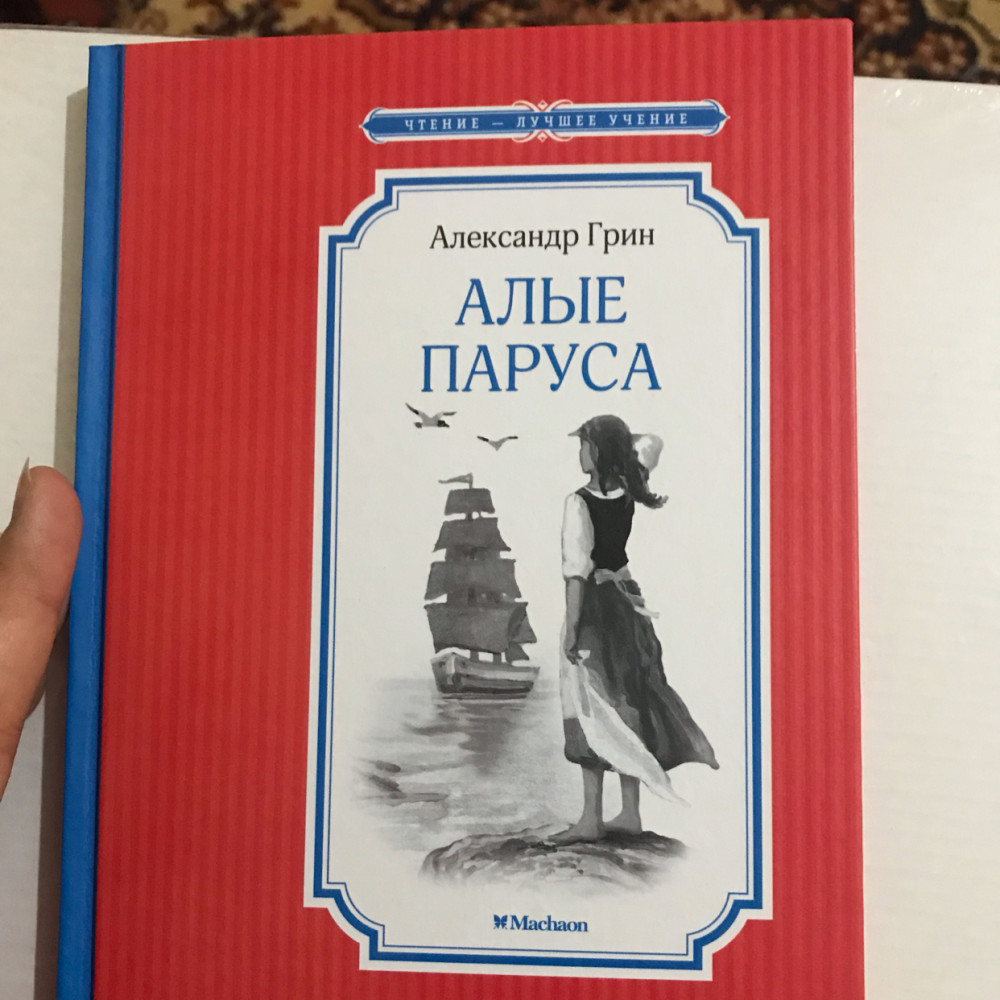 ЧТЕНИЕ — ЛУЧШЕЕ УЧЕНИЕ
Александр Грин
АЛЫЕ
ПАРУСА
Machaon